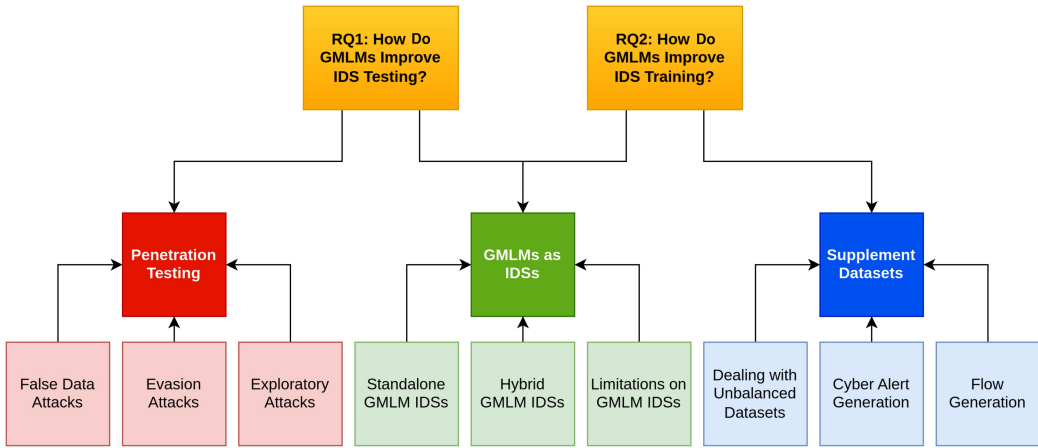 RQ1: How Do
GMLMs Improve
IDS Testing?
RQ2: How Do
GMLMs Improve
IDS Training?
Penetration
Testing
GMLMs as
IDSs
Supplement
Datasets
False Data
Attacks
Evasion
Attacks
Exploratory
Attacks
Standalone
GMLM IDSs
Hybrid
GMLM IDSs
Limitations on
GMLM IDSs
Dealing with
Unbalanced
Datasets
Cyber Alert
Generation
Flow
Generation